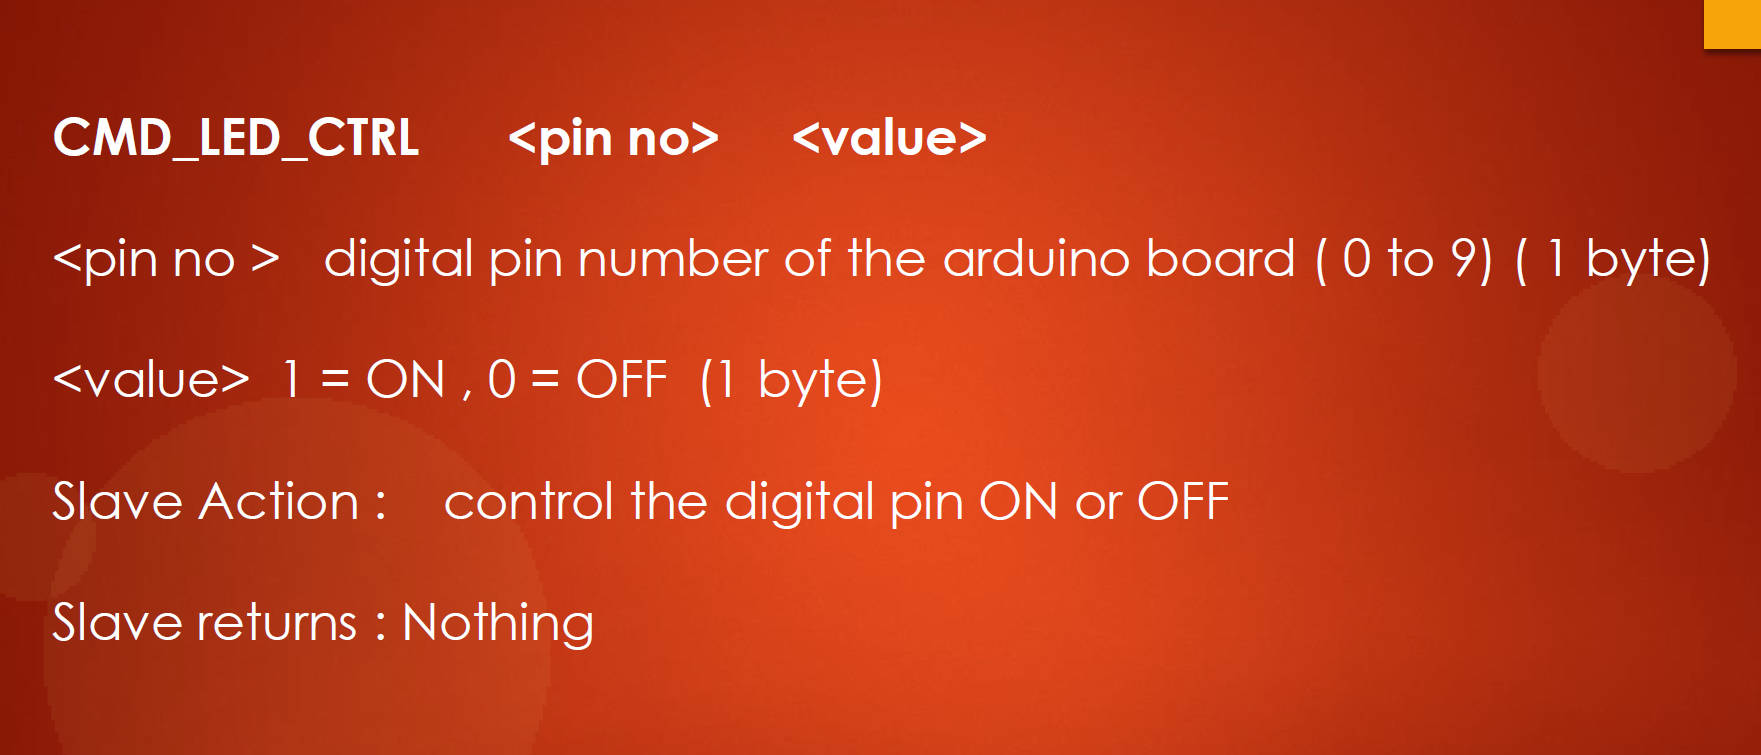 CMD_LED_CTRL <pin no> <value>
<pin no > digital pin number of the arduino board ( 0 to 9) ( 1 byte)
<value> 1 = ON , 0 = OFF (1 byte)
Slave Action : control the digital pin ON or OFF
Slave returns : Nothing